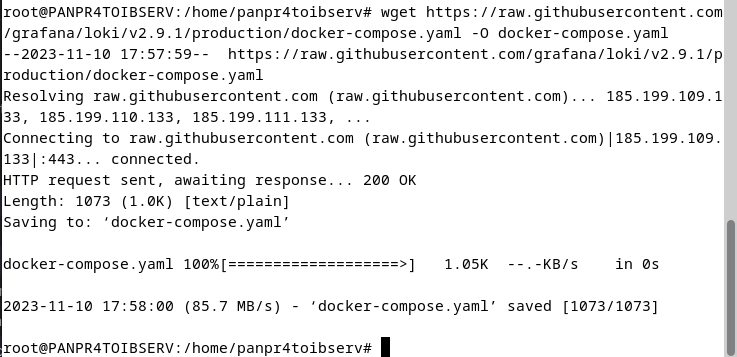 root@PANPR4TOIBSERV:/home/panpr4toibserv# wget https://raw.githubusercontent.com
/grafana/loki/v2.9.1/production/docker-compose.yaml -O docker-compose.yaml
--2023-11-10 17:57:59--  https://raw.githubusercontent.com/grafana/loki/v2.9.1/p
roduction/docker-compose.yaml
Resolving raw.githubusercontent.com (raw.githubusercontent.com)... 185.199.109.1
33, 185.199.110.133, 185.199.111.133, ...
Connecting to raw.githubusercontent.com (raw.githubusercontent.com)|185.199.109.
133|:443... connected.
HTTP request sent, awaiting response... 200 OK
Length: 1073 (1.0K) [text/plain]
Saving to: ‘docker-compose.yaml’
docker-compose.yaml 100%[===================>]   1.05K  --.-KB/s    in 0s
2023-11-10 17:58:00 (85.7 MB/s) - ‘docker-compose.yaml’ saved [1073/1073]
root@PANPR4TOIBSERV:/home/panpr4toibserv#